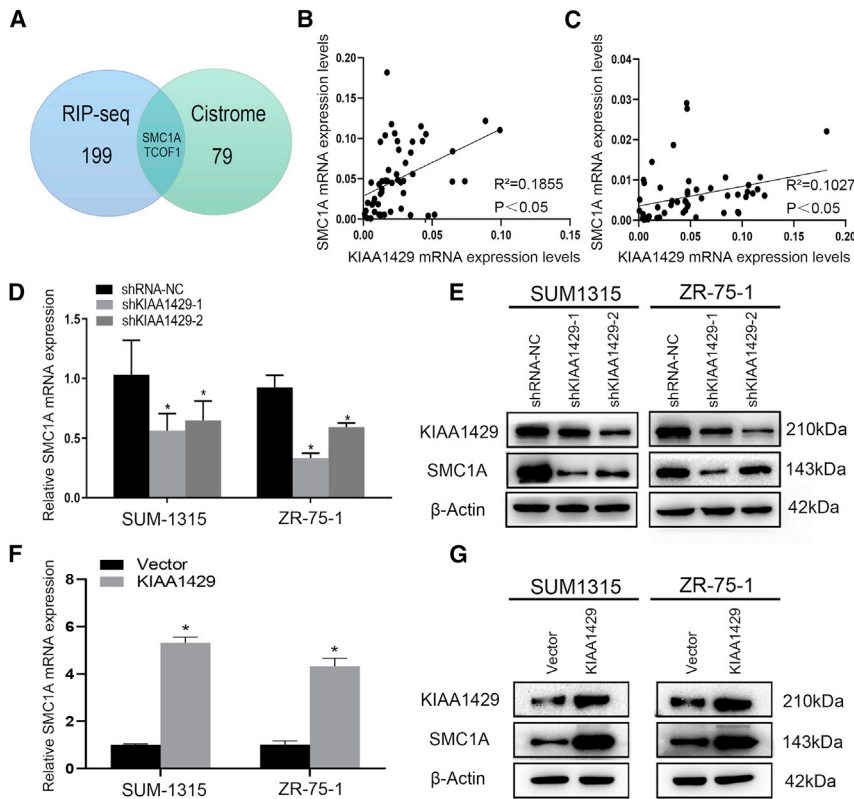 A
RIP-seq
199
SMC1A
TCOF1
Cistrome
79
B
SMC1A mRNA expression levels
0.20
0.15
0.10
0.05
0.00
R²=0.1855
P<0.05
0.00 0.05 0.10 0.15
KIAA1429 mRNA expression levels
C
SMC1A mRNA expression levels
0.04
0.03
0.02
0.01
0.00
R²=0.1027
P<0.05
0.00 0.05 0.10 0.15 0.20
KIAA1429 mRNA expression levels
D
shRNA-NC
shKIAA1429-1
shKIAA1429-2
Relative SMC1A mRNA expression
1.5
1.0
0.5
0.0
* * * *
SUM-1315 ZR-75-1
E
SUM1315 ZR-75-1
shRNA-NC shKIAA1429-1 shKIAA1429-2 shRNA-NC shKIAA1429-1 shKIAA1429-2
KIAA1429 210kDa
SMC1A 143kDa
β-Actin 42kDa
F
Vector
KIAA1429
Relative SMC1A mRNA expression
8
6
4
2
0
* *
SUM-1315 ZR-75-1
G
SUM1315 ZR-75-1
Vector KIAA1429 Vector KIAA1429
KIAA1429 210kDa
SMC1A 143kDa
β-Actin 42kDa